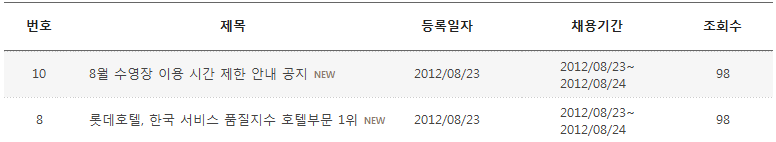 번호 제목 등록일자 채용기간 조회수
10 8월 수영장 이용 시간 제한 안내 공지 NEW 2012/08/23 2012/08/23~
2012/08/24 98
8 롯데호텔, 한국 서비스 품질지수 호텔부문 1위 NEW 2012/08/23 2012/08/23~
2012/08/24 98